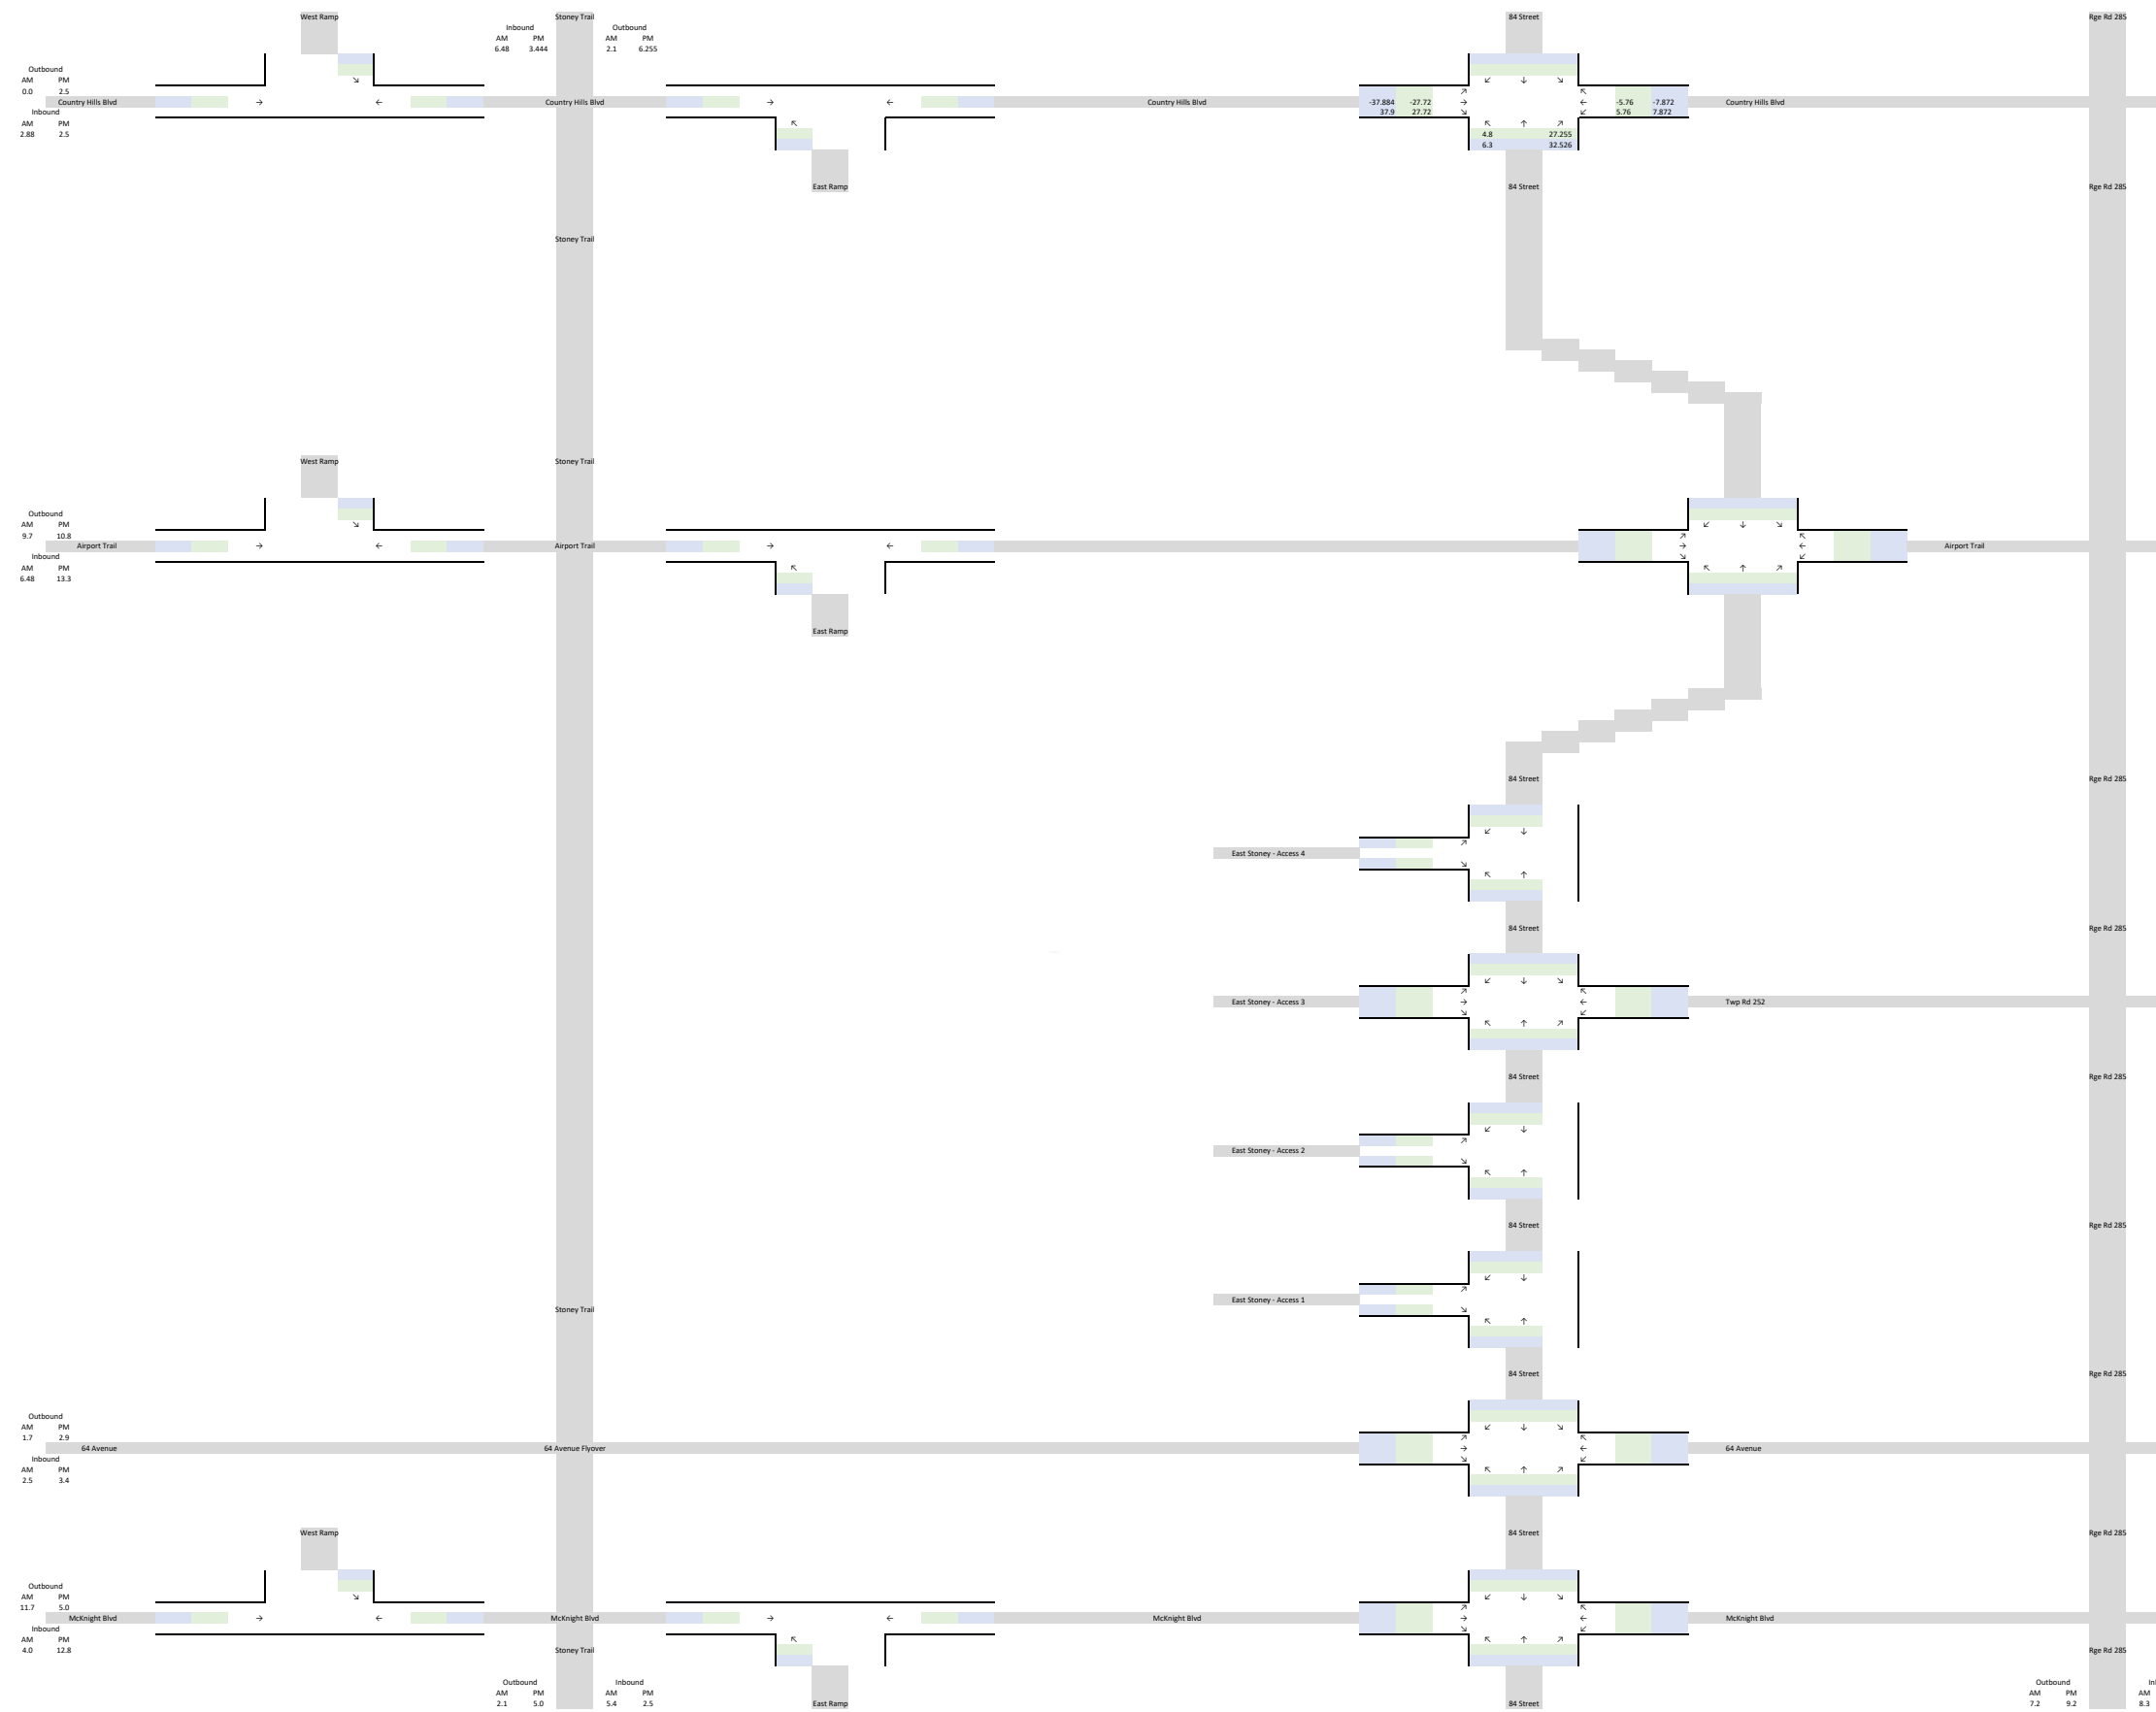 West Ramp Stoney Trail 84 Street Rge Rd 285
Inbound Outbound
AM PM AM PM
6.48 3.444 2.1 6.255
Outbound
AM PM ↘ ↙ ↓ ↘
0.0 2.5 ↗ ↖
Country Hills Blvd → ← Country Hills Blvd → ← Country Hills Blvd -37.884 -27.72 → ← -5.76 -7.872 Country Hills Blvd
Inbound 37.9 27.72 ↘ ↙ 5.76 7.872
AM PM ↖ ↖ ↑ ↗
2.88 2.5 4.8 27.255
6.3 32.526
East Ramp 84 Street Rge Rd 285
Stoney Trail
West Ramp Stoney Trail
Outbound
AM PM ↘ ↙ ↓ ↘
9.7 10.8 ↗ ↖
Airport Trail → ← Airport Trail → ← → ← Airport Trail
Inbound ↘ ↙
AM PM ↖ ↖ ↑ ↗
6.48 13.3
East Ramp
84 Street Rge Rd 285
↙ ↓
↗
East Stoney - Access 4
↘
↖ ↑
84 Street Rge Rd 285
↙ ↓ ↘
↗ ↖
East Stoney - Access 3 → ← Twp Rd 252
↘ ↙
↖ ↑ ↗
84 Street Rge Rd 285
↙ ↓
↗
East Stoney - Access 2
↘
↖ ↑
84 Street Rge Rd 285
↙ ↓
↗
East Stoney - Access 1
Stoney Trail ↘
↖ ↑
84 Street Rge Rd 285
Outbound
AM PM ↙ ↓ ↘
1.7 2.9 ↗ ↖
64 Avenue 64 Avenue Flyover → ← 64 Avenue
Inbound ↘ ↙
AM PM ↖ ↑ ↗
2.5 3.4
West Ramp 84 Street Rge Rd 285
Outbound
AM PM ↘ ↙ ↓ ↘
11.7 5.0 ↗ ↖
McKnight Blvd → ← McKnight Blvd → ← McKnight Blvd → ← McKnight Blvd
Inbound ↘ ↙
AM PM ↖ ↖ ↑ ↗
4.0 12.8 Stoney Trail Rge Rd 285
Outbound Inbound Outbound
AM PM AM PM AM PM AM
2.1 5.0 5.4 2.5 East Ramp 84 Street 7.2 9.2 8.3